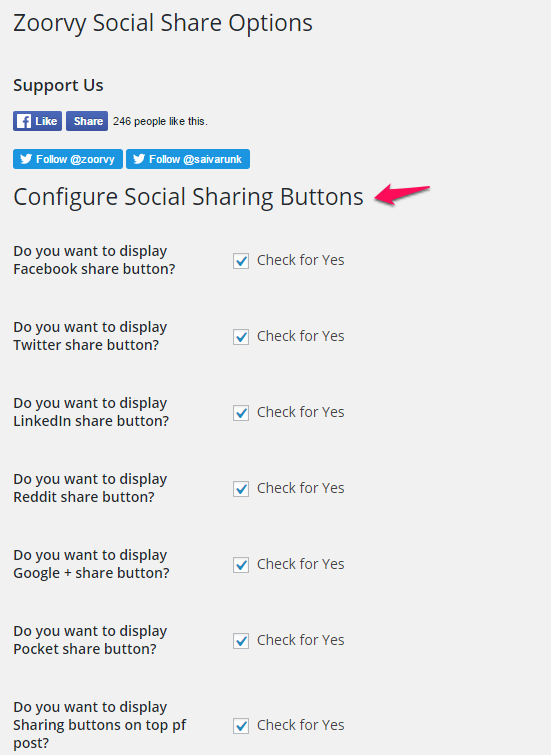 Zoorvy Social Share Options
Support Us
Like Share 246 people like this.
Follow @zoorvy Follow @saivarunk
Configure Social Sharing Buttons
Do you want to display
Facebook share button?
Check for Yes
Do you want to display
Twitter share button?
Check for Yes
Do you want to display
LinkedIn share button?
Check for Yes
Do you want to display
Reddit share button?
Check for Yes
Do you want to display
Google + share button?
Check for Yes
Do you want to display
Pocket share button?
Check for Yes
Do you want to display
Sharing buttons on top pf
post?
Check for Yes